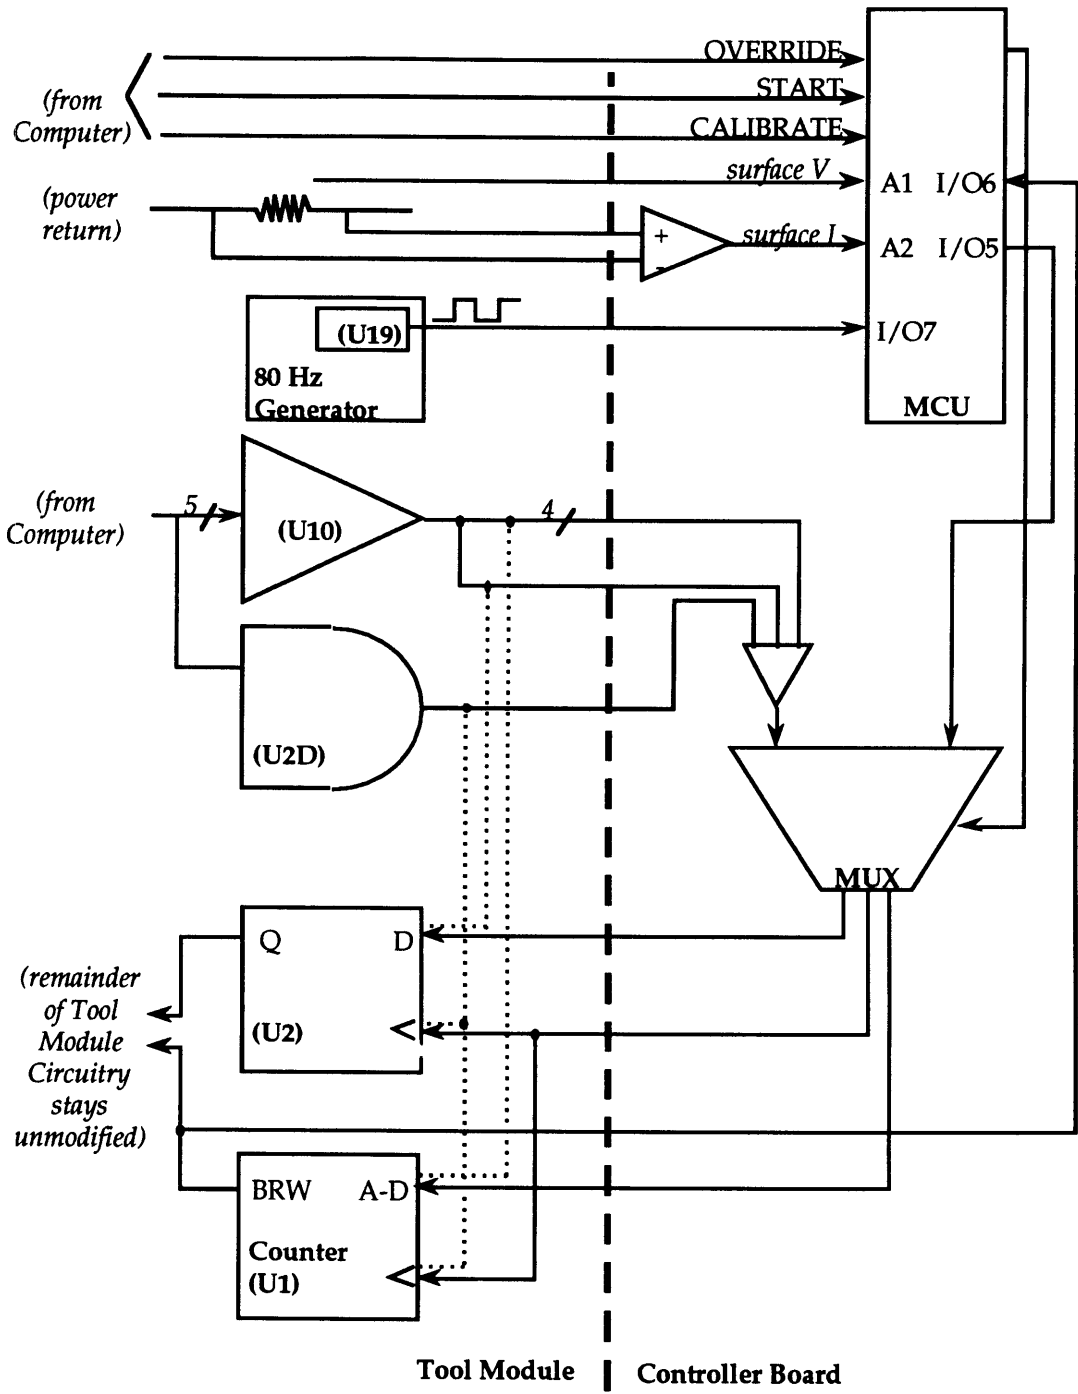 OVERRIDE
START
CALIBRATE
(from
Computer)
surface V
A1 I/O6
(power
return)
+
-
surface I
A2 I/O5
(U19)
I/O7
80 Hz
Generator
MCU
(from
Computer)
5
4
(U10)
(U2D)
MUX
Q D
(U2)
(remainder
of Tool
Module
Circuitry
stays
unmodified)
BRW A-D
Counter
(U1)
Tool Module
Controller Board